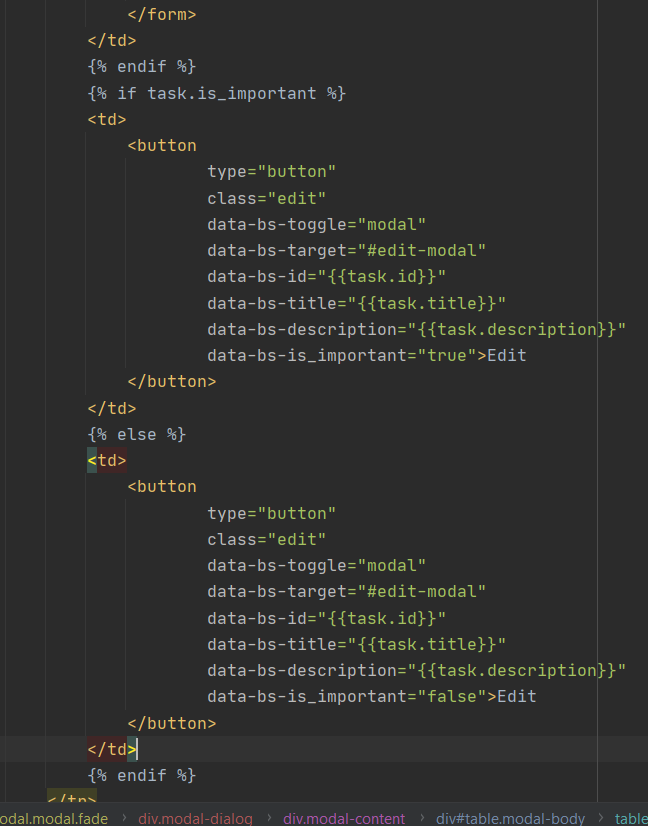 </form>
</td>
{% endif %}
{% if task.is_important %}
<td>
<button
type="button"
class="edit"
data-bs-toggle="modal"
data-bs-target="#edit-modal"
data-bs-id="{{task.id}}"
data-bs-title="{{task.title}}"
data-bs-description="{{task.description}}"
data-bs-is_important="true">Edit
</button>
</td>
{% else %}
<td>
<button
type="button"
class="edit"
data-bs-toggle="modal"
data-bs-target="#edit-modal"
data-bs-id="{{task.id}}"
data-bs-title="{{task.title}}"
data-bs-description="{{task.description}}"
data-bs-is_important="false">Edit
</button>
</td>
{% endif %}
</tr>
odal.modal.fade › div.modal-dialog › div.modal-content › div#table.modal-body › table